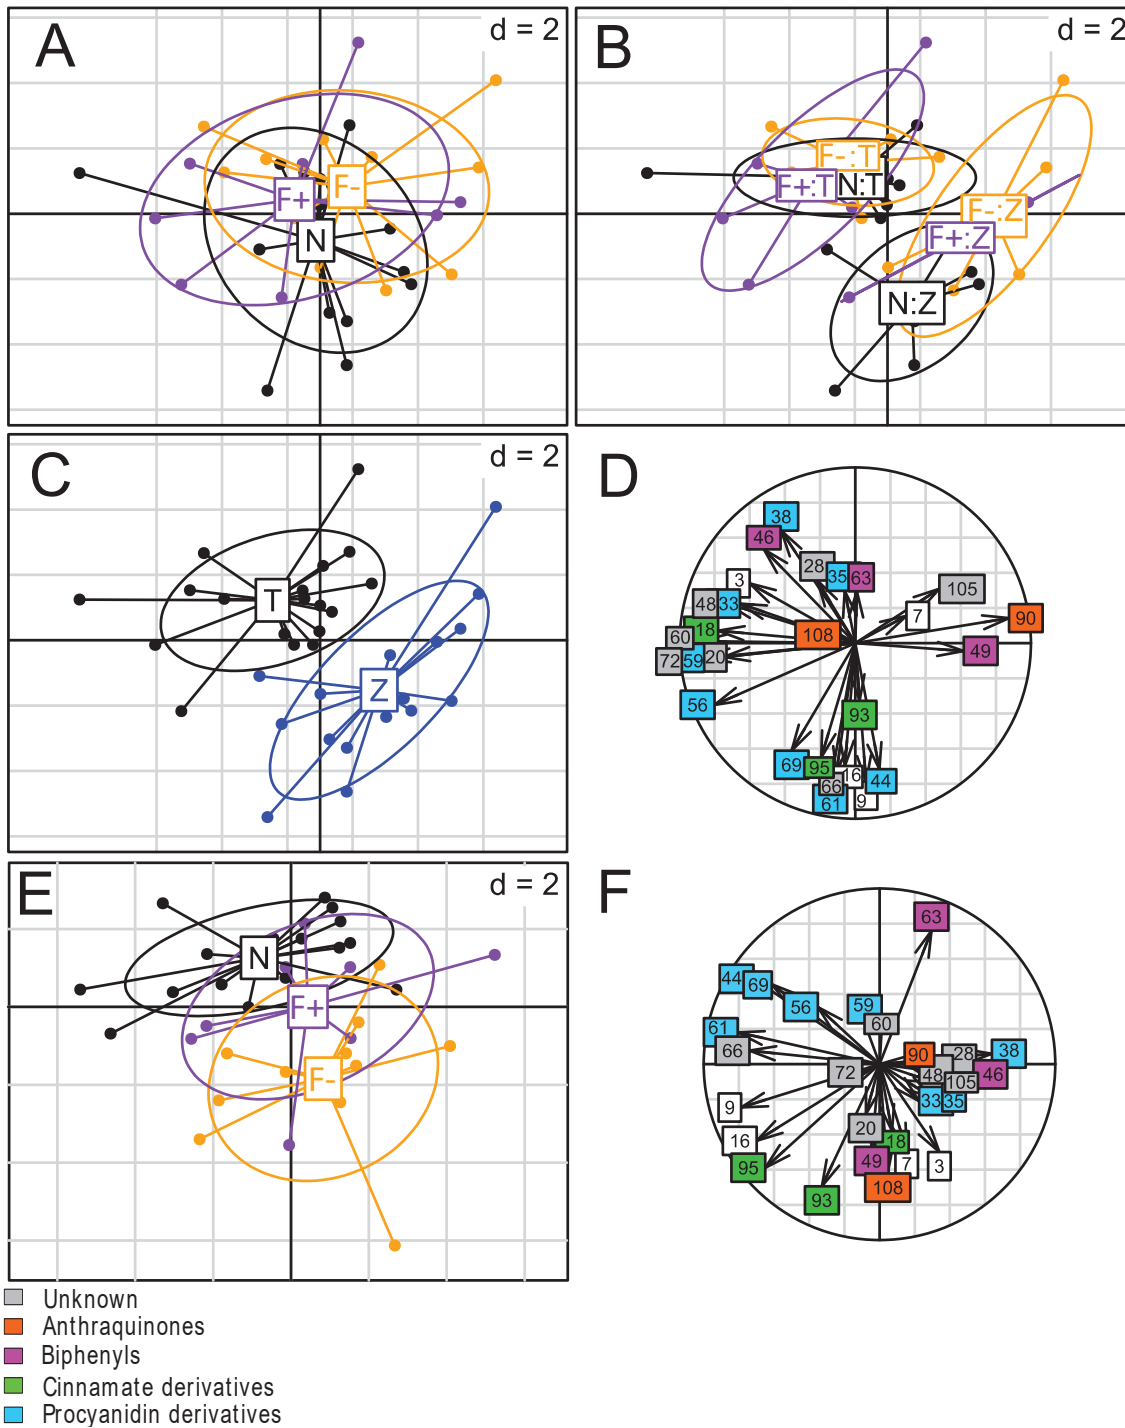 A
d = 2
F+
F-
N
B
d = 2
F-:T
F+:T
N:T
F-:Z
F+:Z
N:Z
C
d = 2
T
Z
D
38
46
28
35
63
3
105
48
33
7
90
18
60
108
49
72
59
20
56
93
69
95
16
44
66
61
9
E
d = 2
N
F+
F-
F
63
44
69
56
59
60
61
66
90
28
38
72
48
105
46
33
35
9
20
16
18
95
49
7
3
93
108
Unknown
Anthraquinones
Biphenyls
Cinnamate derivatives
Procyanidin derivatives